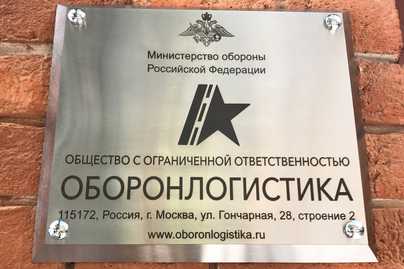 Министерство обороны
Российской Федерации
ОБЩЕСТВО С ОГРАНИЧЕННОЙ ОТВЕТСТВЕННОСТЬЮ
ОБОРОНЛОГИСТИКА
115172, Россия, г. Москва, ул. Гончарная, 28, строение 2
www.oboronlogistika.ru